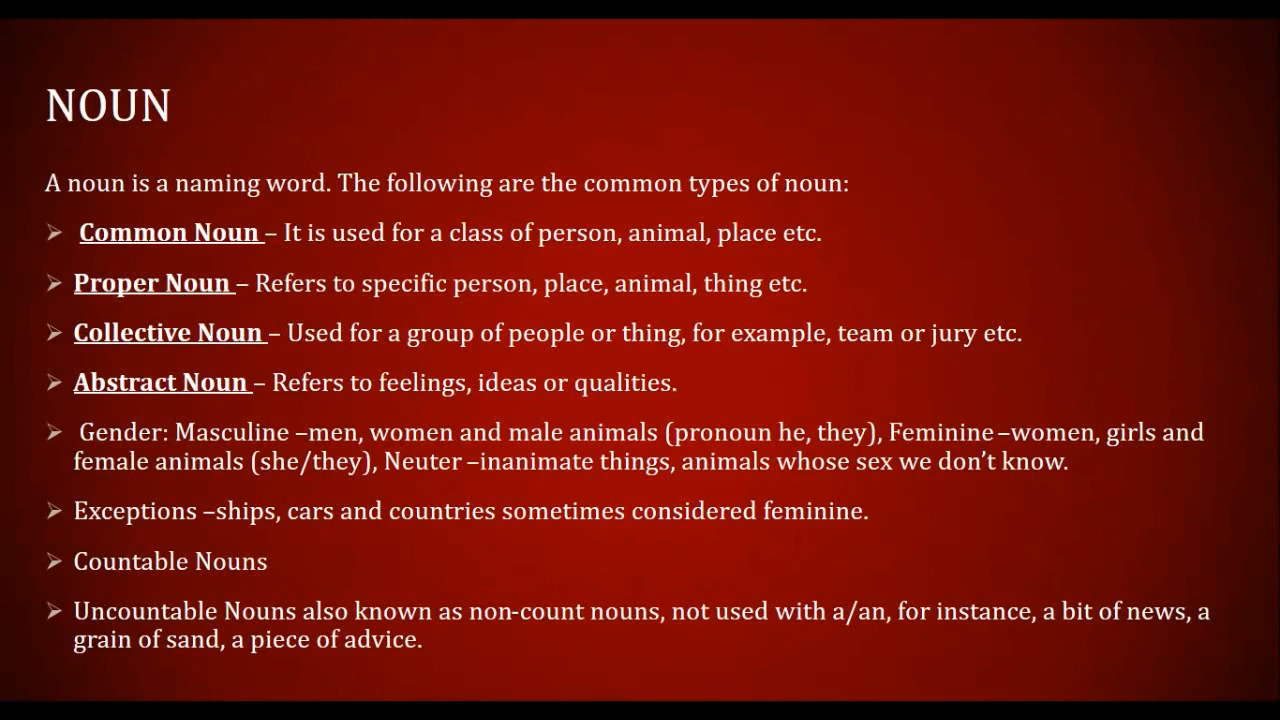 NOUN
A noun is a naming word. The following are the common types of noun:
➢ Common Noun – It is used for a class of person, animal, place etc.
➢ Proper Noun – Refers to specific person, place, animal, thing etc.
➢ Collective Noun – Used for a group of people or thing, for example, team or jury etc.
➢ Abstract Noun – Refers to feelings, ideas or qualities.
➢ Gender: Masculine –men, women and male animals (pronoun he, they), Feminine –women, girls and
female animals (she/they), Neuter –inanimate things, animals whose sex we don't know.
➢ Exceptions –ships, cars and countries sometimes considered feminine.
➢ Countable Nouns
➢ Uncountable Nouns also known as non-count nouns, not used with a/an, for instance, a bit of news, a
grain of sand, a piece of advice.